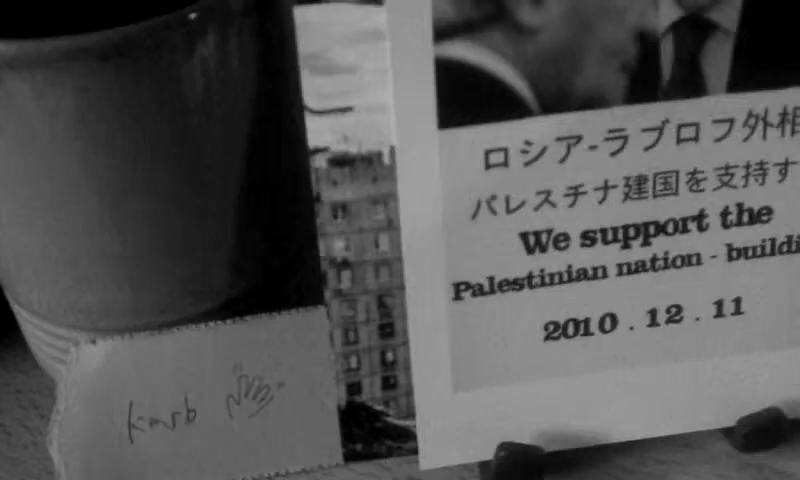 ロシア-ラブロフ外相
パレスチナ建国を支持す
We support the
Palestinian nation - buildi
2010 . 12 . 11